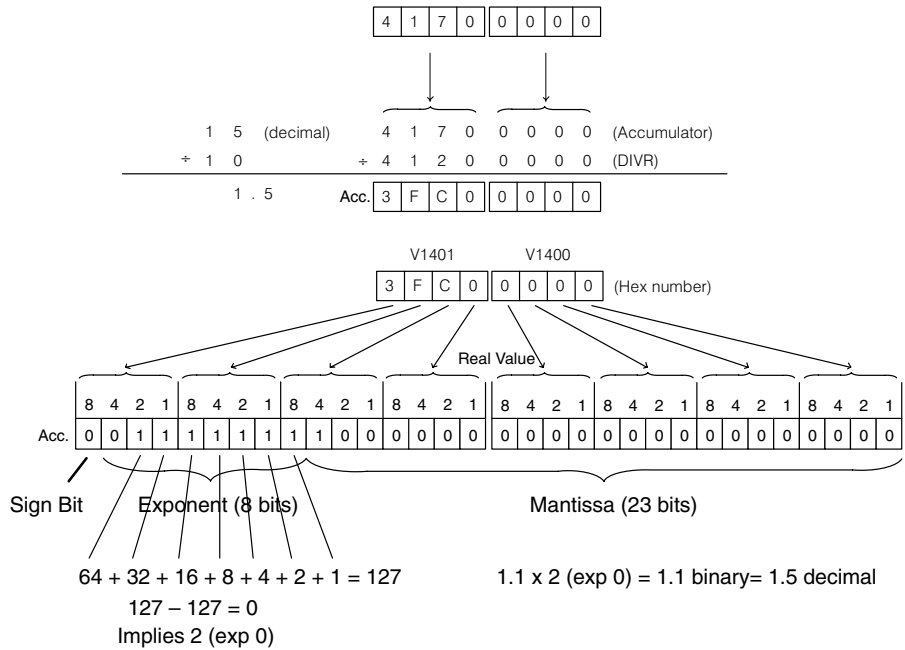 4 1 7 0 0 0 0 0
1 5 (decimal) 4 1 7 0 0 0 0 0 (Accumulator)
÷ 1 0 ÷ 4 1 2 0 0 0 0 0 (DIVR)
1 . 5 Acc. 3 F C 0 0 0 0 0
V1401 V1400
3 F C 0 0 0 0 0 (Hex number)
Real Value
8 4 2 1 8 4 2 1 8 4 2 1 8 4 2 1 8 4 2 1 8 4 2 1 8 4 2 1 8 4 2 1
Acc. 0 0 1 1 1 1 1 1 1 1 0 0 0 0 0 0 0 0 0 0 0 0 0 0 0 0 0 0 0 0 0 0
Sign Bit Exponent (8 bits) Mantissa (23 bits)
64 + 32 + 16 + 8 + 4 + 2 + 1 = 127 1.1 x 2 (exp 0) = 1.1 binary= 1.5 decimal
127 – 127 = 0
Implies 2 (exp 0)